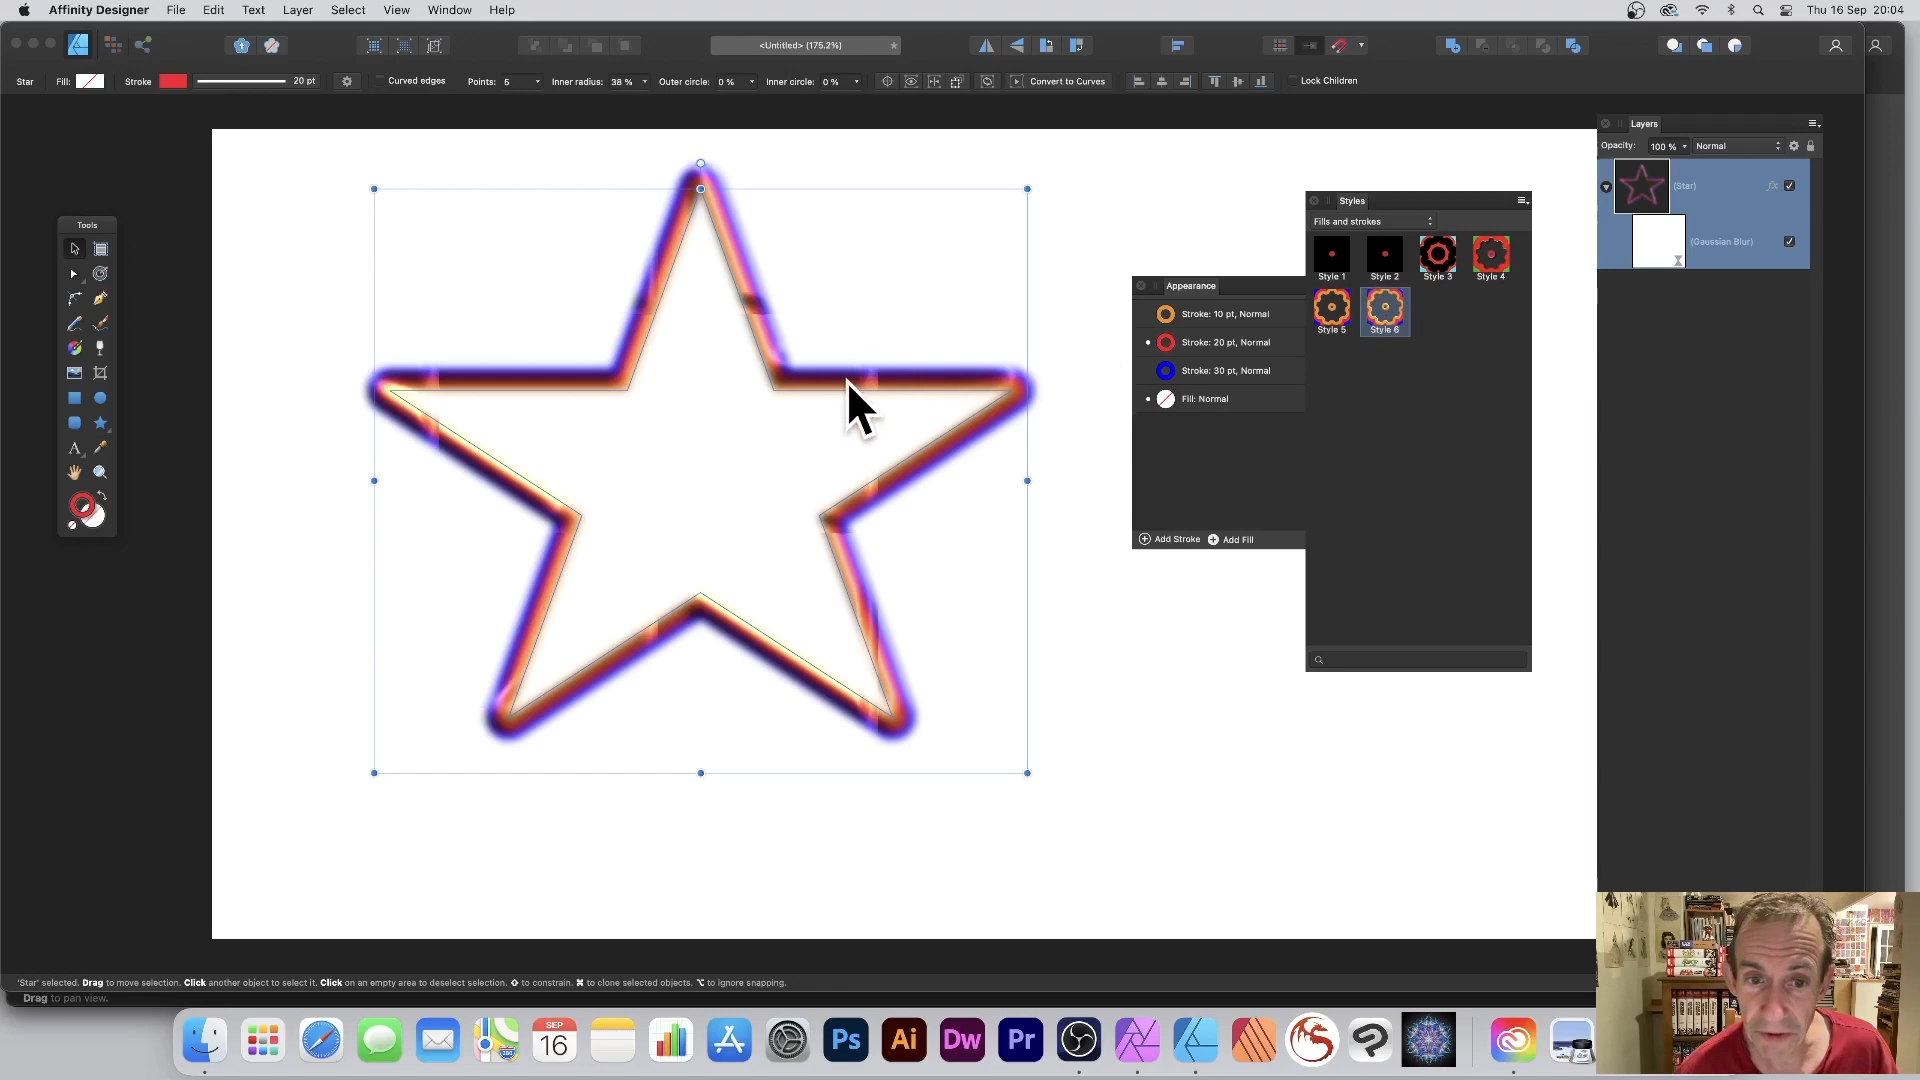 Affinity Designer File Edit Text Layer Select View Window Help Thu 16 Sep 20:04
<Untitled> (175.2%) *
Star Fill: Stroke 20 pt Curved edges Points: 5 Inner radius: 38 % Outer circle: 0 % Inner circle: 0 % Convert to Curves Lock Children
Layers
Opacity: 100 % Normal
(Star) fx
(Gaussian Blur)
Styles
Fills and strokes
Style 1 Style 2 Style 3 Style 4
Style 5 Style 6
Appearance
Stroke: 10 pt, Normal
Stroke: 20 pt, Normal
Stroke: 30 pt, Normal
Fill: Normal
Add Stroke Add Fill
Tools
A
'Star' selected. Drag to move selection. Click another object to select it. Click on an empty area to deselect selection. ⇧ to constrain. ⌘ to clone selected objects. ⌥ to ignore snapping.
Drag to pan view.
SEP
16
280
Ps Ai Dw Pr